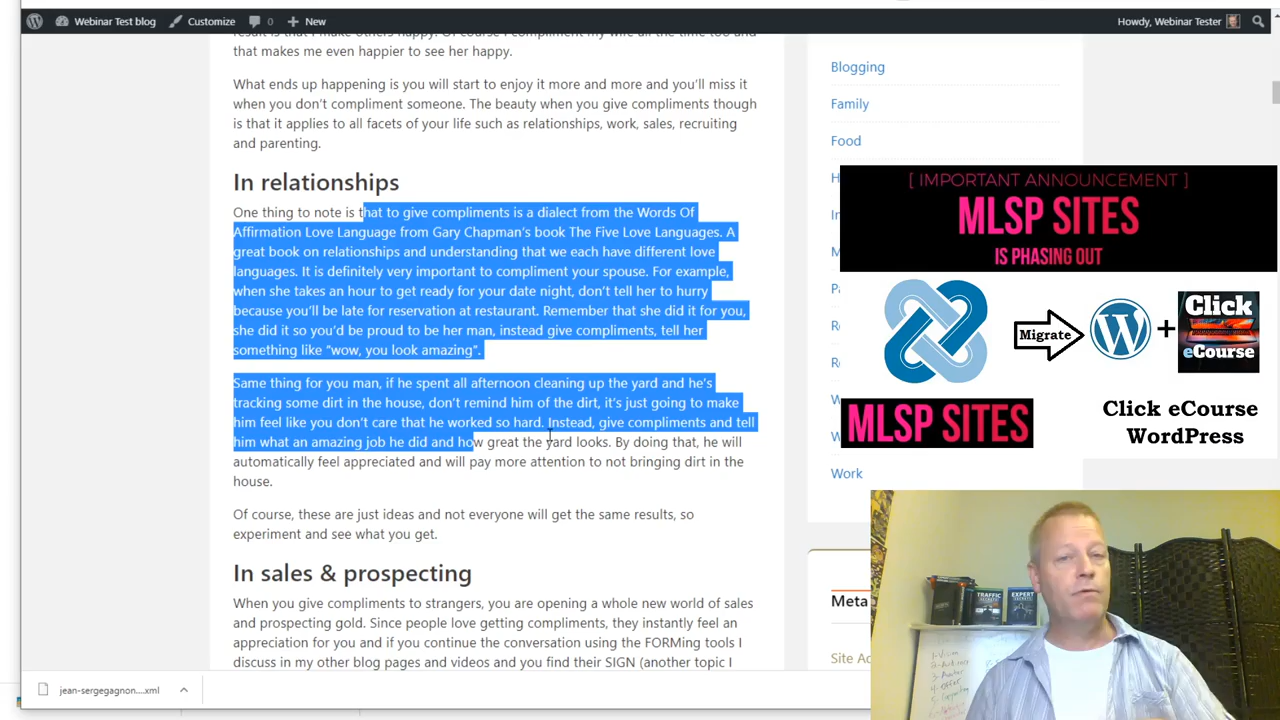 Webinar Test blog Customize 0 New Howdy, Webinar Tester
that makes me even happier to see her happy.
What ends up happening is you will start to enjoy it more and more and you'll miss it
when you don't compliment someone. The beauty when you give compliments though
is that it applies to all facets of your life such as relationships, work, sales, recruiting
and parenting.
In relationships
One thing to note is that to give compliments is a dialect from the Words Of
Affirmation Love Language from Gary Chapman's book The Five Love Languages. A
great book on relationships and understanding that we each have different love
languages. It is definitely very important to compliment your spouse. For example,
when she takes an hour to get ready for your date night, don't tell her to hurry
because you'll be late for reservation at restaurant. Remember that she did it for you,
she did it so you'd be proud to be her man, instead give compliments, tell her
something like "wow, you look amazing".
Same thing for you man, if he spent all afternoon cleaning up the yard and he's
tracking some dirt in the house, don't remind him of the dirt, it's just going to make
him feel like you don't care that he worked so hard. Instead, give compliments and tell
him what an amazing job he did and how great the yard looks. By doing that, he will
automatically feel appreciated and will pay more attention to not bringing dirt in the
house.
Of course, these are just ideas and not everyone will get the same results, so
experiment and see what you get.
In sales & prospecting
When you give compliments to strangers, you are opening a whole new world of sales
and prospecting gold. Since people love getting compliments, they instantly feel an
appreciation for you and if you continue the conversation using the FORMing tools I
discuss in my other blog pages and videos and you find their SIGN (another topic I
Blogging
Family
Food
Work
Meta
[ IMPORTANT ANNOUNCEMENT ]
MLSP SITES
IS PHASING OUT
Migrate
+
Click
eCourse
MLSP SITES
Click eCourse
WordPress
TRAFFIC
SECRETS
EXPERT
SECRETS
jean-sergegagnon....xml